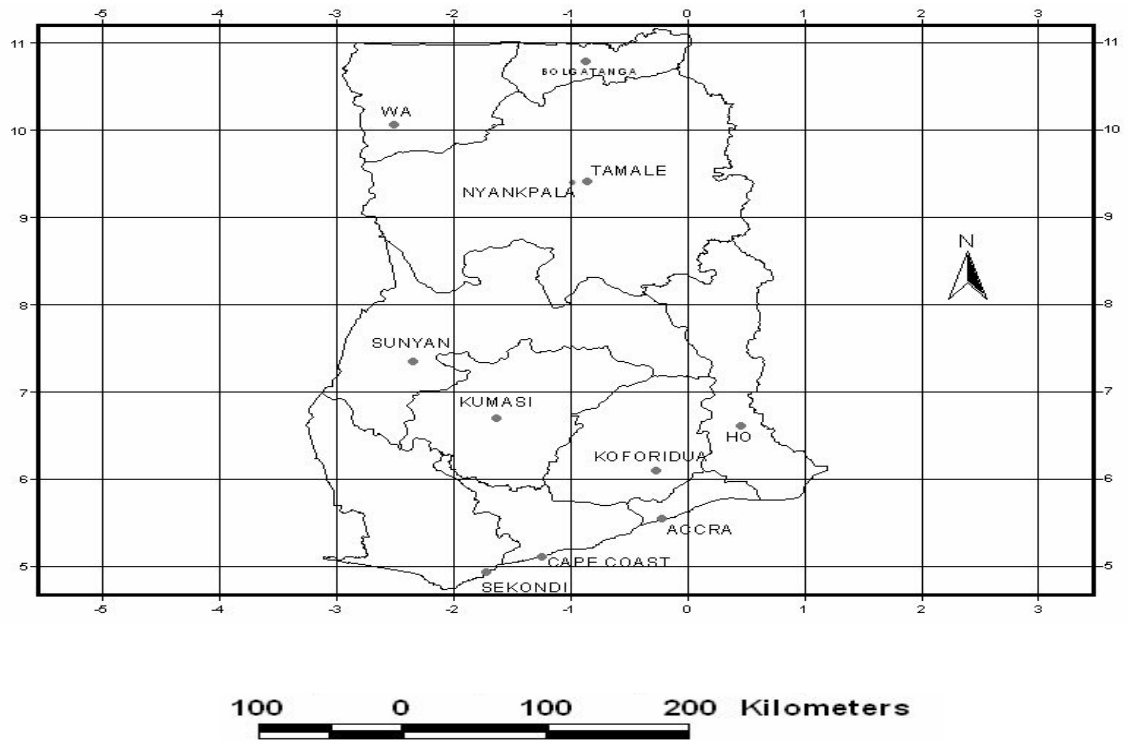 -5 -4 -3 -2 -1 0 1 2 3
11 11
BOLGATANGA
WA
10 10
TAMALE
NYANKPALA
9 9
N
8 8
SUNYAN
7 7
KUMASI
HO
KOFORIDUA
6 6
ACCRA
CAPE COAST
5 5
SEKONDI
-5 -4 -3 -2 -1 0 1 2 3
100 0 100 200 Kilometers